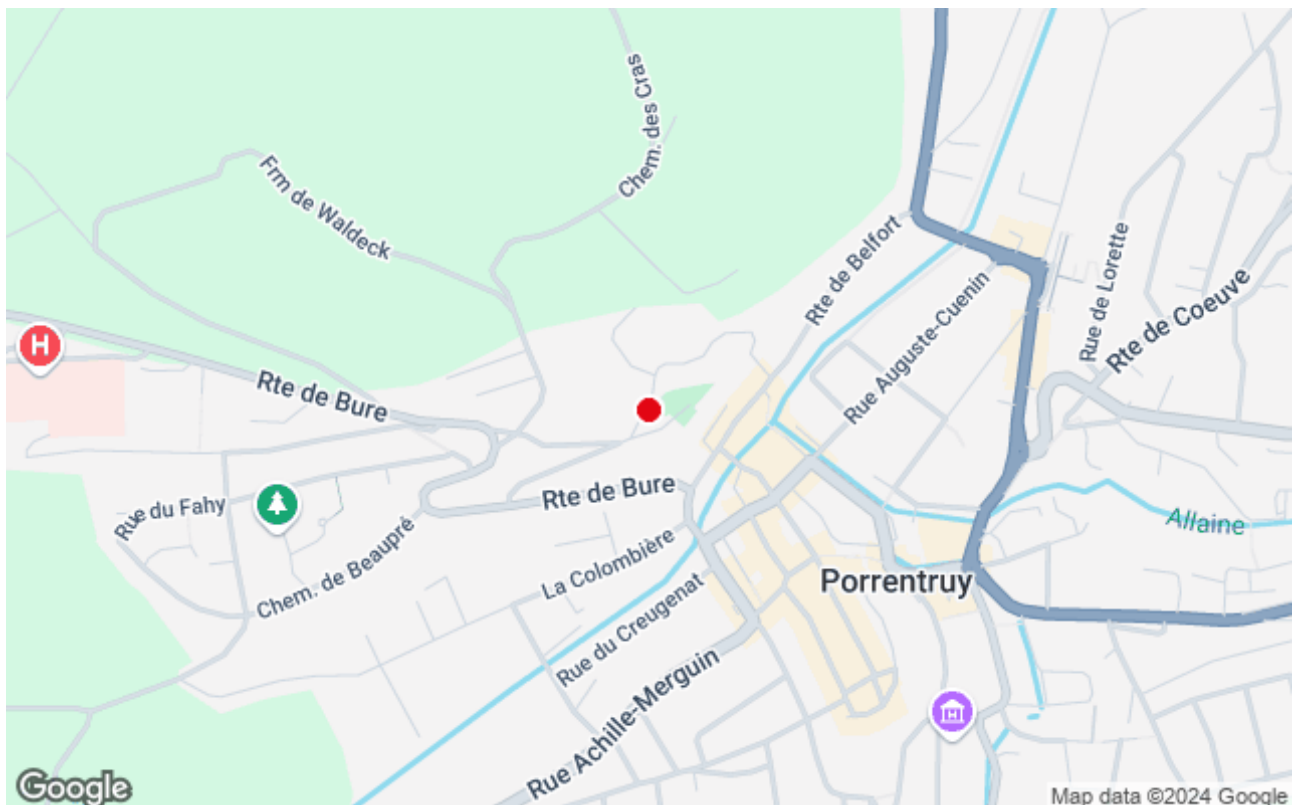 Chem. des Cras
Frm de Waldeck
Rte de Belfort
Rue de Lorette
Rte de Coeuve
Rue Auguste-Cuenin
H
Rte de Bure
Rte de Bure
Rue du Fahy
Allaine
Chem. de Beaupré
La Colombière
Porrentruy
Rue du Creugenat
Rue Achille-Merguin
Google
Map data ©2024 Google